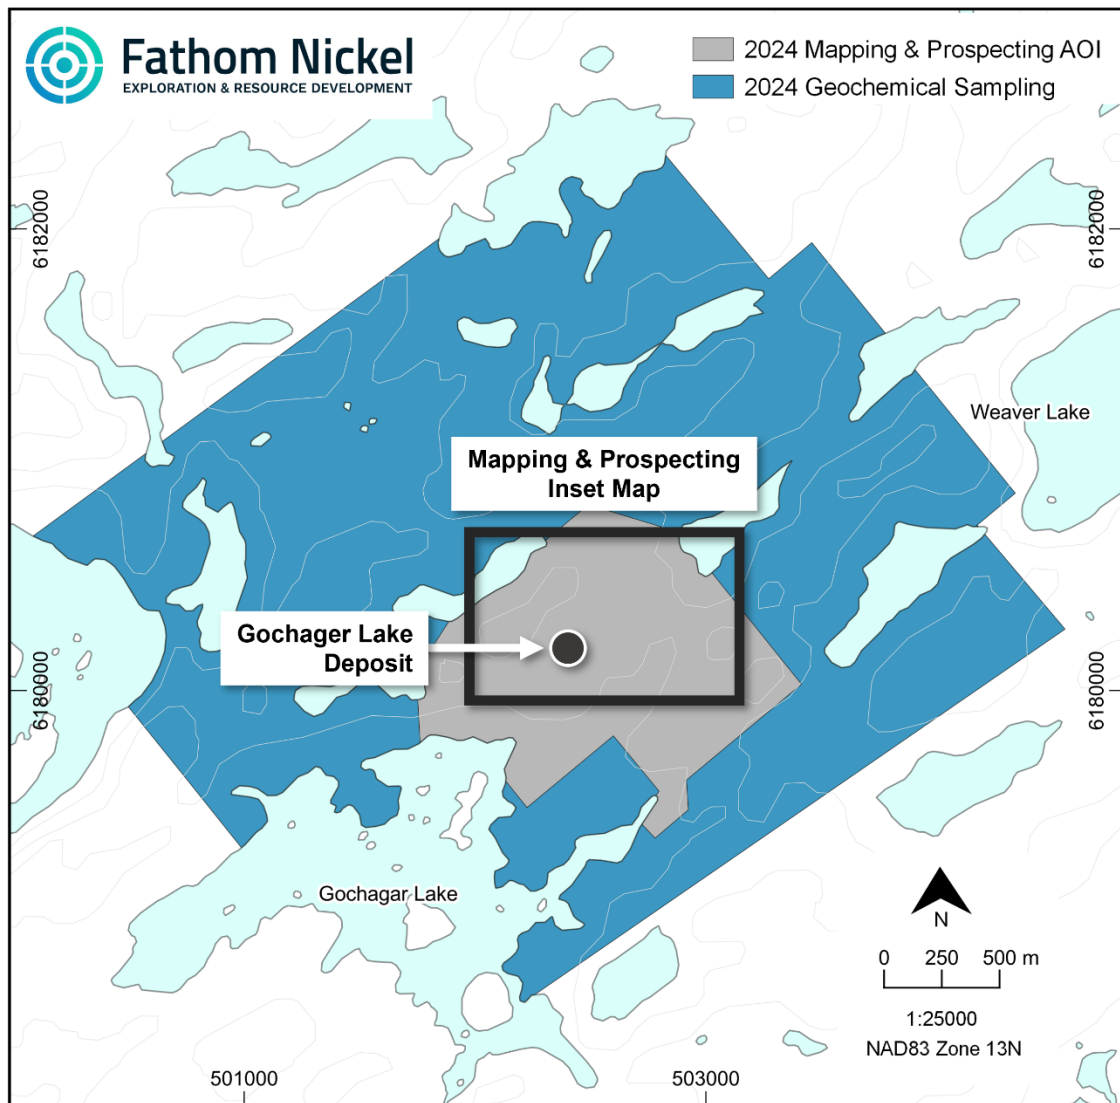 Fathom Nickel
EXPLORATION & RESOURCE DEVELOPMENT
2024 Mapping & Prospecting AOI
2024 Geochemical Sampling
6182000
6182000
Weaver Lake
Mapping & Prospecting
Inset Map
Gochager Lake
Deposit
6180000
6180000
Gochagar Lake
N
0 250 500 m
1:25000
NAD83 Zone 13N
501000
503000